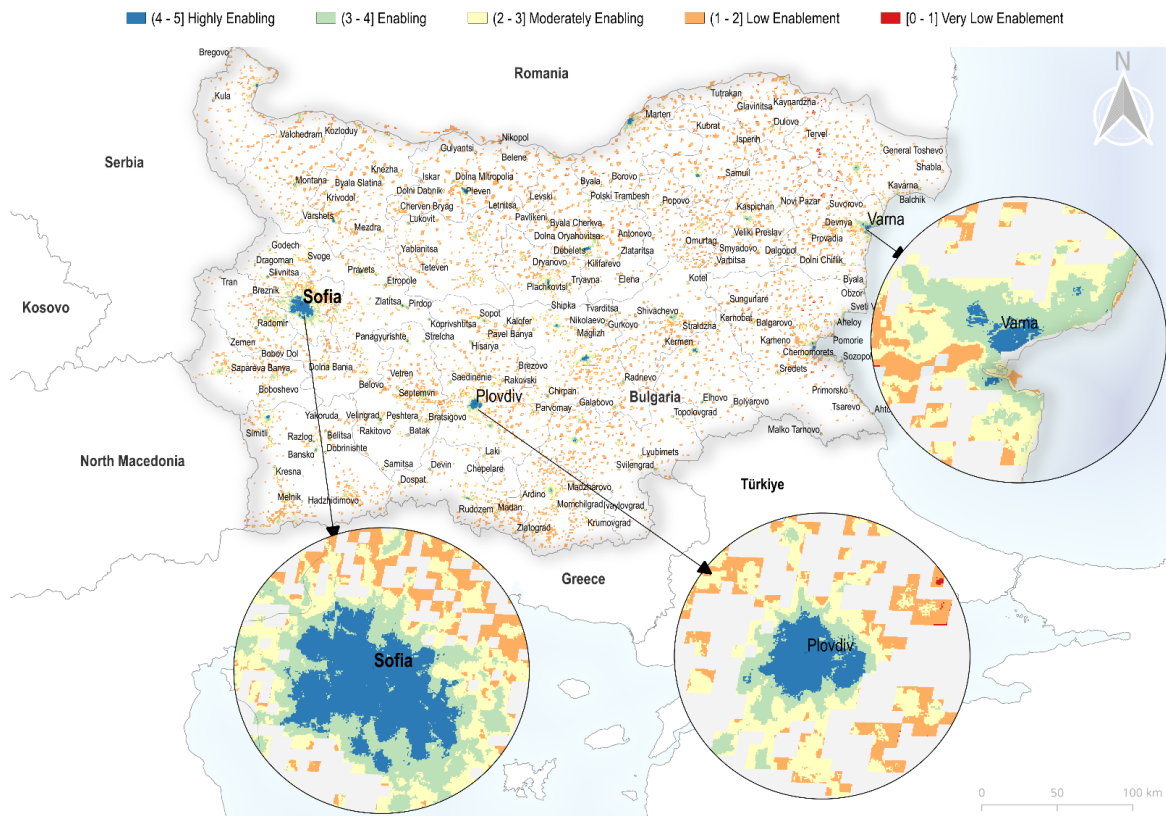 (4 - 5) Highly Enabling (3 - 4) Enabling (2 - 3) Moderately Enabling (1 - 2) Low Enablement [0 - 1] Very Low Enablement
Bregovo
N
Romania
Kula
Tutrakan
Kaynardzha
Glavinitsa
Marten
Dulovo
Kubrat
Tervel
Valchedram
Kozloduy
Nikopol
Isperih
Gulyantsi
General Toshevo
Serbia
Belene
Shabla
Knezha
Iskar
Dolna Mitropolia
Samuil
Montana
Byala Slatina
Byala
Borovo
Kavarna
Krivodol
Dolni Dabnik
Pleven
Levski
Polski Trambesh
Popovo
Kaspichan
Novi Pazar
Suvorovo
Balchik
Cherven Bryag
Letnitsa
Varshets
Lukovit
Pavlikeni
Varna
Mezdra
Byala Cherkva
Devnya
Veliki Preslav
Dolna Oryahovitsa
Antonovo
Provadia
Godech
Yablanitsa
Debelets
Zlataritsa
Omurtag
Smyadovo
Dalgopol
Dragoman
Svoge
Dryanovo
Kilifarevo
Varbitsa
Dolni Chiflik
Slivnitsa
Pravets
Teteven
Tran
Etropole
Tryavna
Elena
Kotel
Byala
Breznik
Plachkovtsi
Obzor
Kosovo
Sofia
Zlatitsa
Pirdop
Shipka
Tvarditsa
Sungurlare
Sveti V
Sopot
Kalofer
Nikolaevo
Shivachevo
Radomir
Koprivshtitsa
Gurkovo
Straldzha
Karnobat
Balgarovo
Aheloy
Varna
Panagyurishte
Strelcha
Pavel Banya
Maglizh
Zemen
Hisarya
Kermen
Kameno
Pomorie
Bobov Dol
Chernomorets
Sozopol
Sapareva Banya
Dolna Bania
Vetren
Brezovo
Sredets
Belovo
Saedinenie
Rakovski
Radnevo
Boboshevo
Septemvri
Plovdiv
Chirpan
Bulgaria
Elhovo
Primorsko
Galabovo
Bolyarovo
Yakoruda
Velingrad
Peshtera
Bratsigovo
Parvomay
Topolovgrad
Tsarevo
Ahto
Simitli
Belitsa
Rakitovo
Batak
Malko Tarnovo
Razlog
Dobrinishte
Bansko
Laki
Lyubimets
North Macedonia
Samitsa
Devin
Chepelare
Svilengrad
Kresna
Dospat
Türkiye
Melnik
Hadzhidimovo
Ardino
Madzharovo
Rudozem
Madan
Momchilgrad
Ivaylovgrad
Zlatograd
Krumovgrad
Greece
Sofia
Plovdiv
0 50 100 km